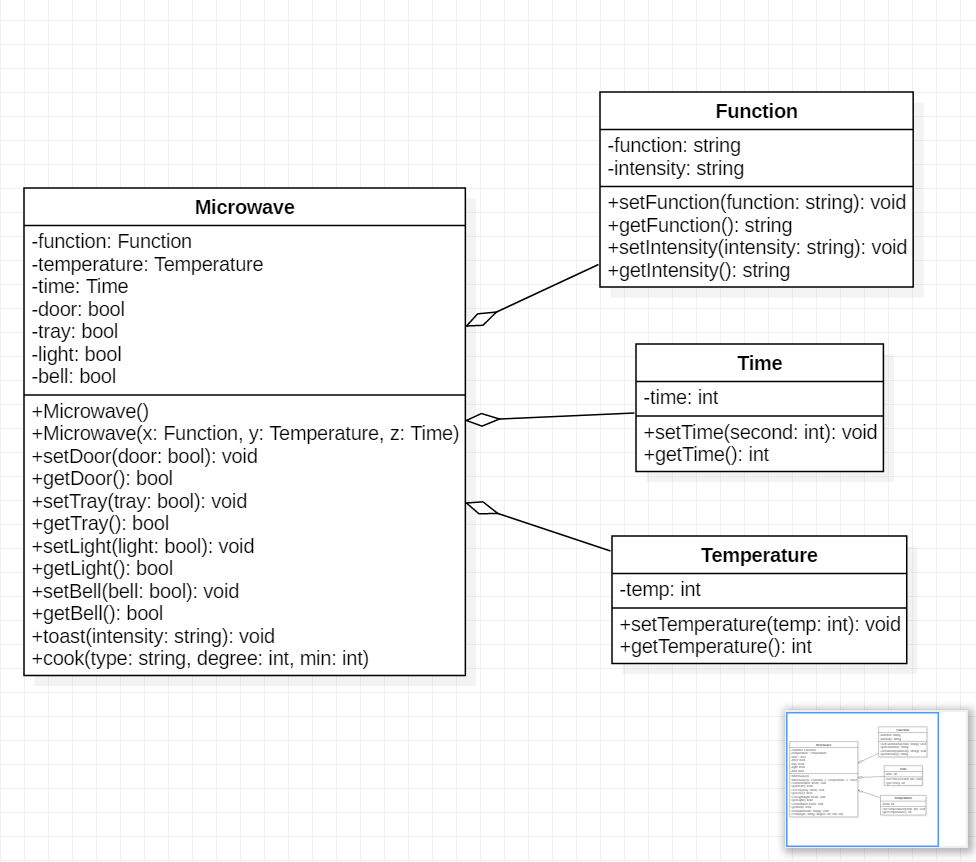 Function
-function: string
-intensity: string
+setFunction(function: string): void
+getFunction(): string
+setIntensity(intensity: string): void
+getIntensity(): string
Microwave
-function: Function
-temperature: Temperature
-time: Time
-door: bool
-tray: bool
-light: bool
-bell: bool
+Microwave()
+Microwave(x: Function, y: Temperature, z: Time)
+setDoor(door: bool): void
+getDoor(): bool
+setTray(tray: bool): void
+getTray(): bool
+setLight(light: bool): void
+getLight(): bool
+setBell(bell: bool): void
+getBell(): bool
+toast(intensity: string): void
+cook(type: string, degree: int, min: int)
Time
-time: int
+setTime(second: int): void
+getTime(): int
Temperature
-temp: int
+setTemperature(temp: int): void
+getTemperature(): int